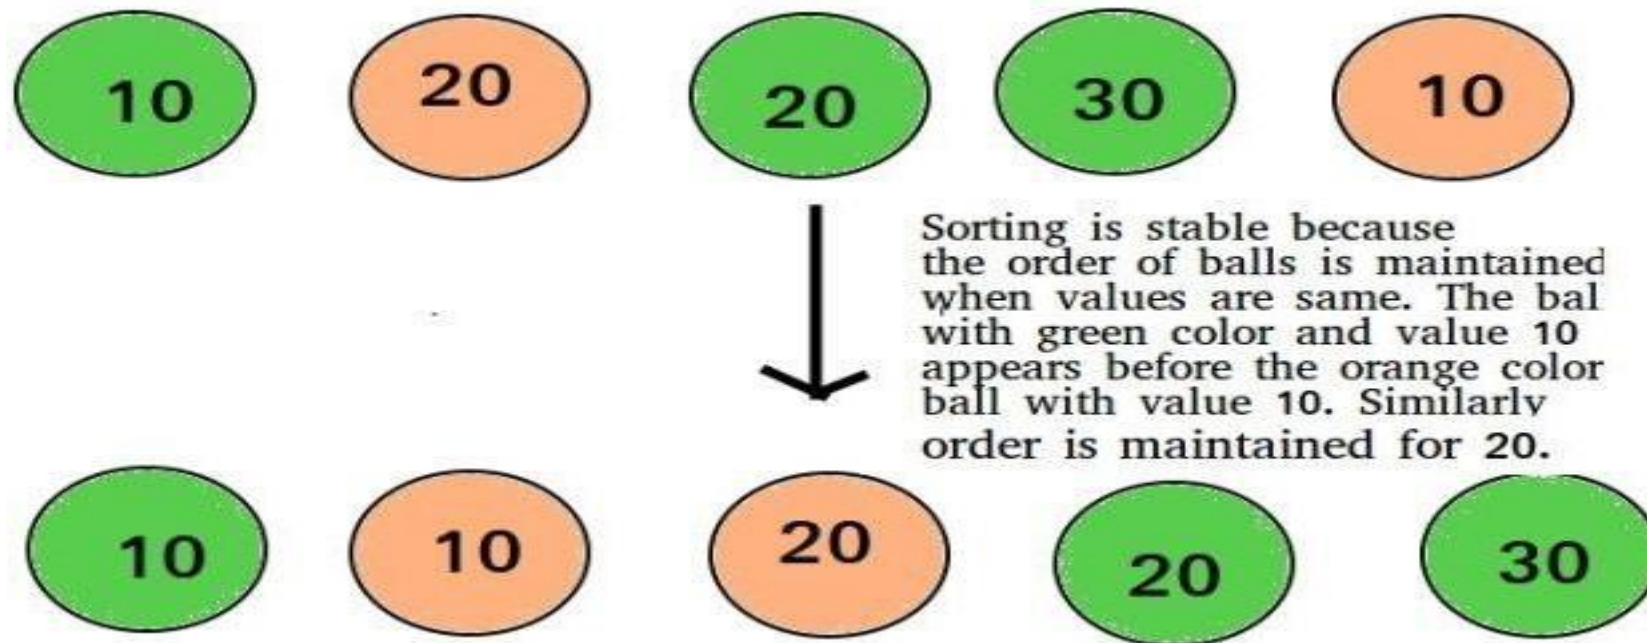 10 20 20 30 10
Sorting is stable because
the order of balls is maintained
when values are same. The bal
with green color and value 10
appears before the orange color
ball with value 10. Similarly
order is maintained for 20.
10 10 20 20 30